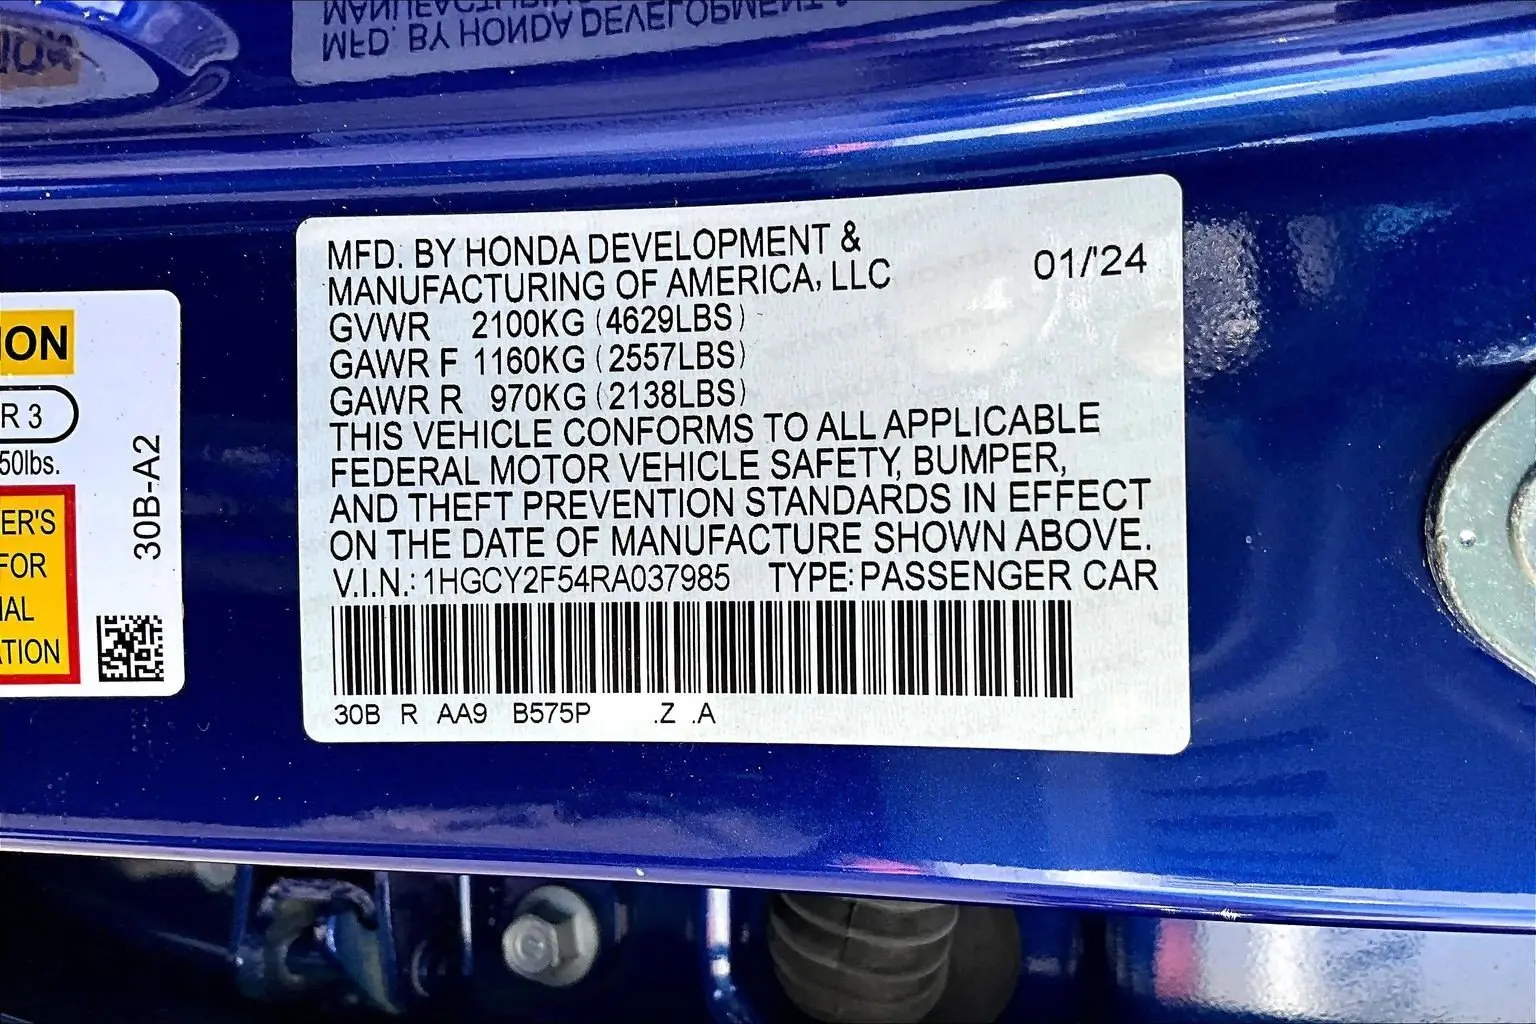 MFD. BY HONDA DEVELOPMENT &
MANUFACTURING OF AMERICA, LLC
01/'24
GVWR 2100KG (4629LBS)
GAWR F 1160KG (2557LBS)
GAWR R 970KG (2138LBS)
THIS VEHICLE CONFORMS TO ALL APPLICABLE
FEDERAL MOTOR VEHICLE SAFETY, BUMPER,
AND THEFT PREVENTION STANDARDS IN EFFECT
ON THE DATE OF MANUFACTURE SHOWN ABOVE.
V.I.N.: 1HGCY2F54RA037985 TYPE: PASSENGER CAR
30B R AA9 B575P .Z .A
ION
R 3
50lbs.
ER'S
FOR
IAL
ATION
30B-A2
MANUFACTURING
MFD. BY HONDA DEVELOPMENT &